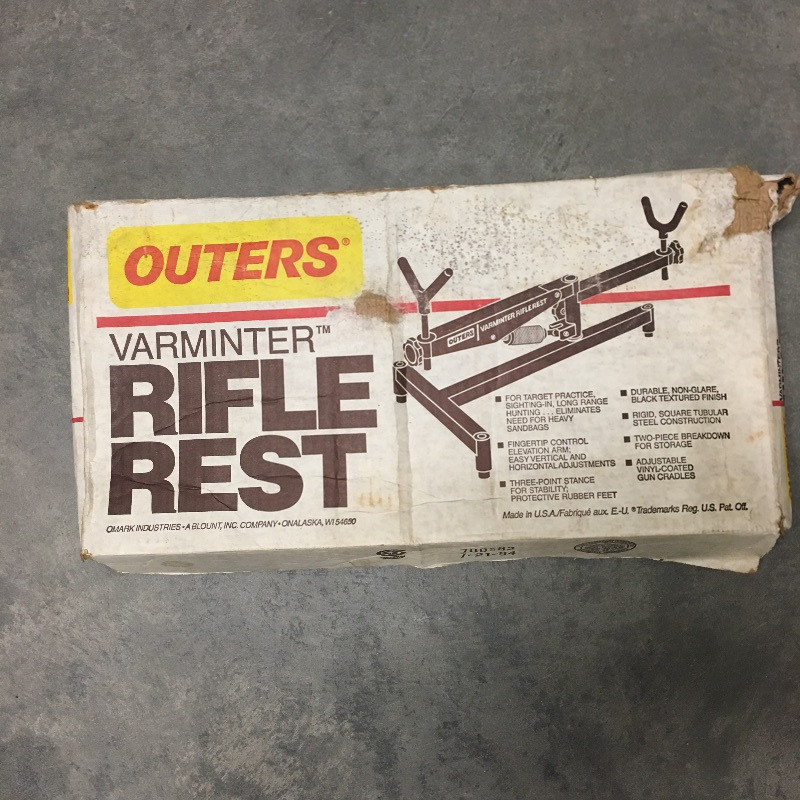 OUTERS®
VARMINTER™
RIFLE
REST
OMARK INDUSTRIES • A BLOUNT, INC. COMPANY • ONALASKA, WI 54650
OUTERS
VARMINTER RIFLE REST
FOR TARGET PRACTICE,
SIGHTING-IN, LONG RANGE
HUNTING . . . ELIMINATES
NEED FOR HEAVY
SANDBAGS
FINGERTIP CONTROL
ELEVATION ARM;
EASY VERTICAL AND
HORIZONTAL ADJUSTMENTS
THREE-POINT STANCE
FOR STABILITY;
PROTECTIVE RUBBER FEET
DURABLE, NON-GLARE,
BLACK TEXTURED FINISH
RIGID, SQUARE TUBULAR
STEEL CONSTRUCTION
TWO-PIECE BREAKDOWN
FOR STORAGE
ADJUSTABLE
VINYL-COATED
GUN CRADLES
Made in U.S.A./Fabriqué aux. E.-U. ®Trademarks Reg. U.S. Pat. Off.